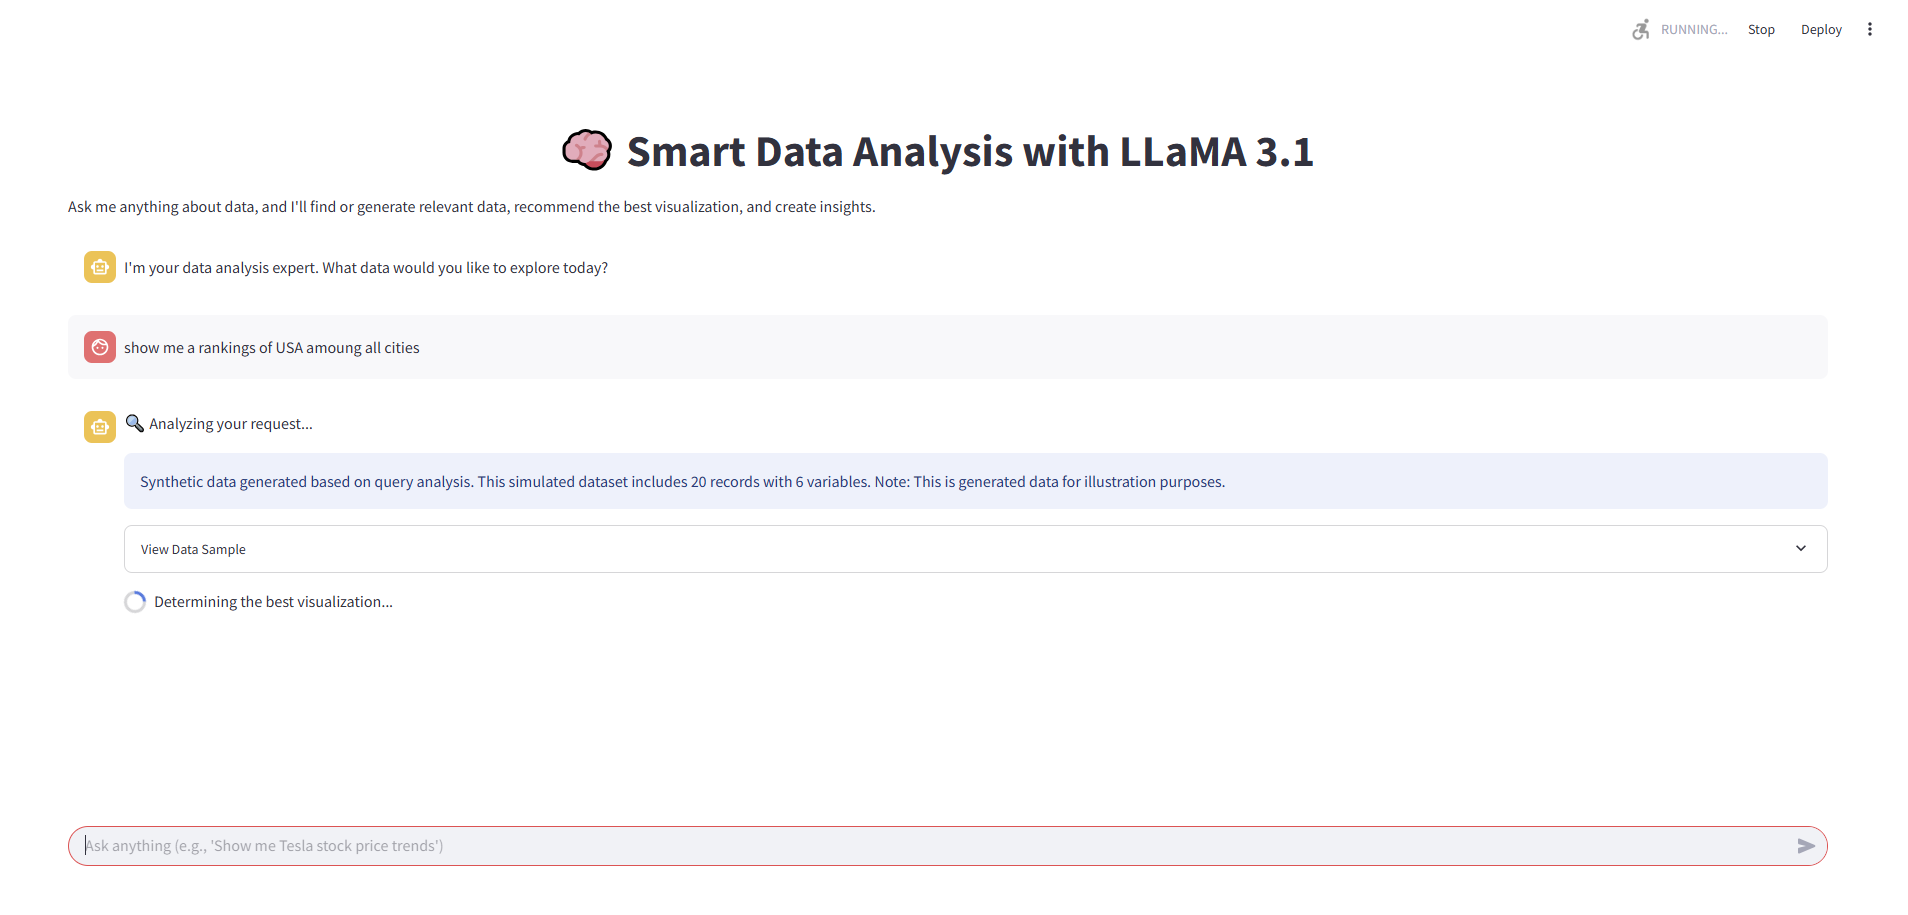 RUNNING...
Stop
Deploy
Smart Data Analysis with LLaMA 3.1
Ask me anything about data, and I'll find or generate relevant data, recommend the best visualization, and create insights.
I'm your data analysis expert. What data would you like to explore today?
show me a rankings of USA amoung all cities
Analyzing your request...
Synthetic data generated based on query analysis. This simulated dataset includes 20 records with 6 variables. Note: This is generated data for illustration purposes.
View Data Sample
Determining the best visualization...
Ask anything (e.g., 'Show me Tesla stock price trends')